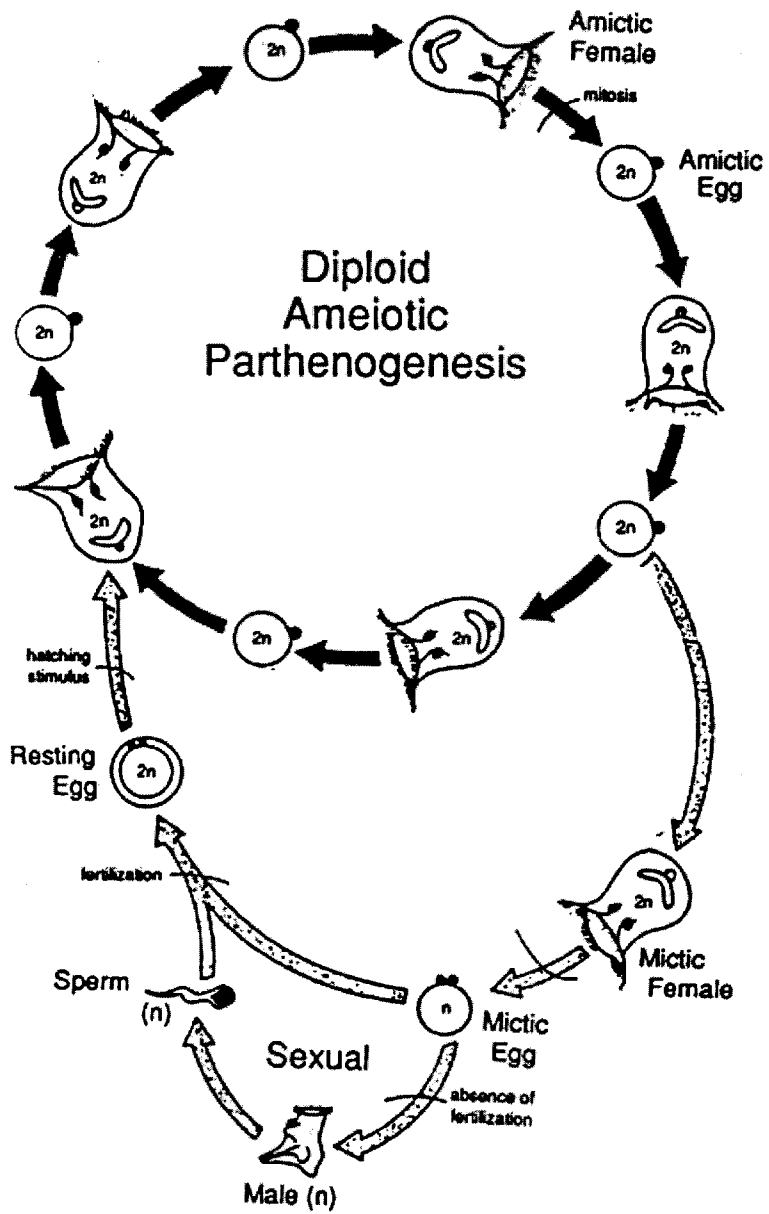 2n
Amictic
Female
mitosis
2n
Amictic
Egg
2n
Diploid
Ameiotic
Parthenogenesis
2n
2n
2n
2n
2n
2n
hatching
stimulus
Resting
Egg
2n
fertilization
2n
Mictic
Female
Sperm
(n)
n
Mictic
Egg
Sexual
absence of
fertilization
Male (n)